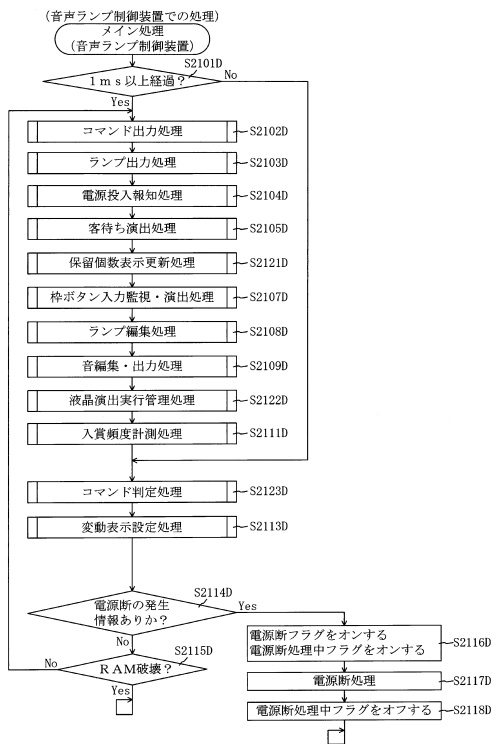 (音声ランプ制御装置での処理)
メイン処理
(音声ランプ制御装置)
S2101D
1ms以上経過?
No
Yes
コマンド出力処理
S2102D
ランプ出力処理
S2103D
電源投入報知処理
S2104D
客待ち演出処理
S2105D
保留個数表示更新処理
S2121D
枠ボタン入力監視・演出処理
S2107D
ランプ編集処理
S2108D
音編集・出力処理
S2109D
液晶演出実行管理処理
S2122D
入賞頻度計測処理
S2111D
コマンド判定処理
S2123D
変動表示設定処理
S2113D
S2114D
電源断の発生
情報ありか?
Yes
No
電源断フラグをオンする
電源断処理中フラグをオンする
S2116D
S2115D
No
RAM破壊?
Yes
電源断処理
S2117D
電源断処理中フラグをオフする
S2118D